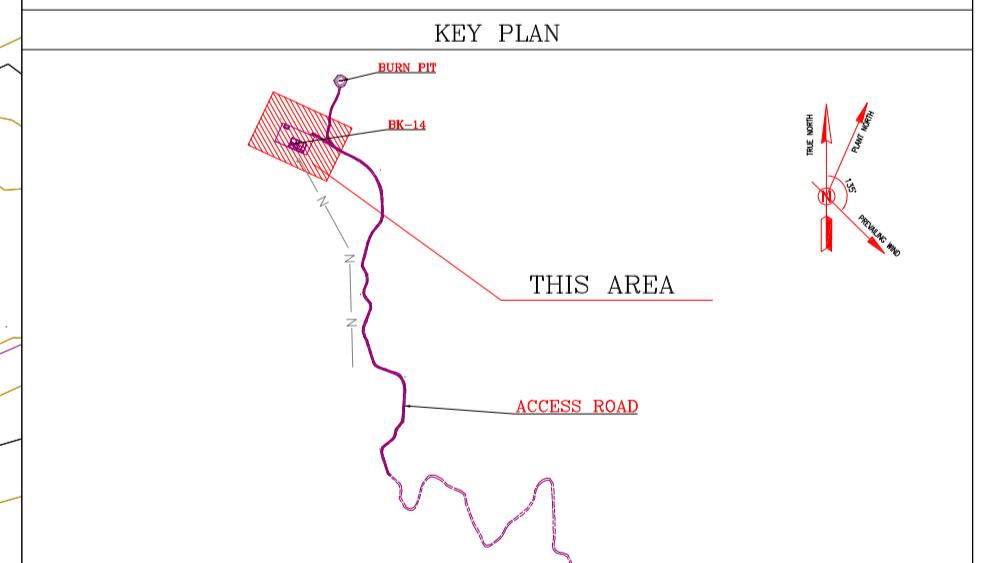 KEY PLAN
BURN PIT
BK-14
TRUE NORTH
PLANT NORTH
135°
N
PREVAILING WIND
N
N
N
THIS AREA
ACCESS ROAD